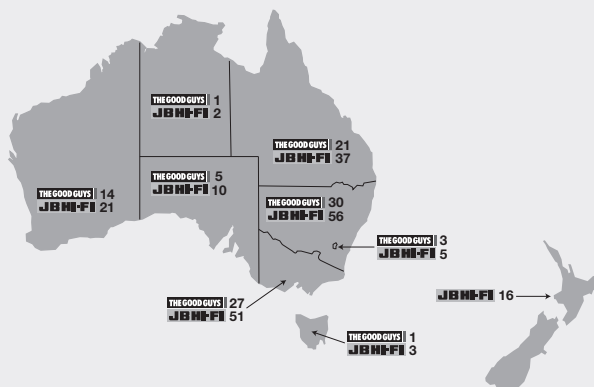 THE GOOD GUYS 1
JB HI-FI 2
THE GOOD GUYS 21
JB HI-FI 37
THE GOOD GUYS 5
JB HI-FI 10
THE GOOD GUYS 14
JB HI-FI 21
THE GOOD GUYS 30
JB HI-FI 56
THE GOOD GUYS 3
JB HI-FI 5
THE GOOD GUYS 27
JB HI-FI 51
JB HI-FI 16
THE GOOD GUYS 1
JB HI-FI 3